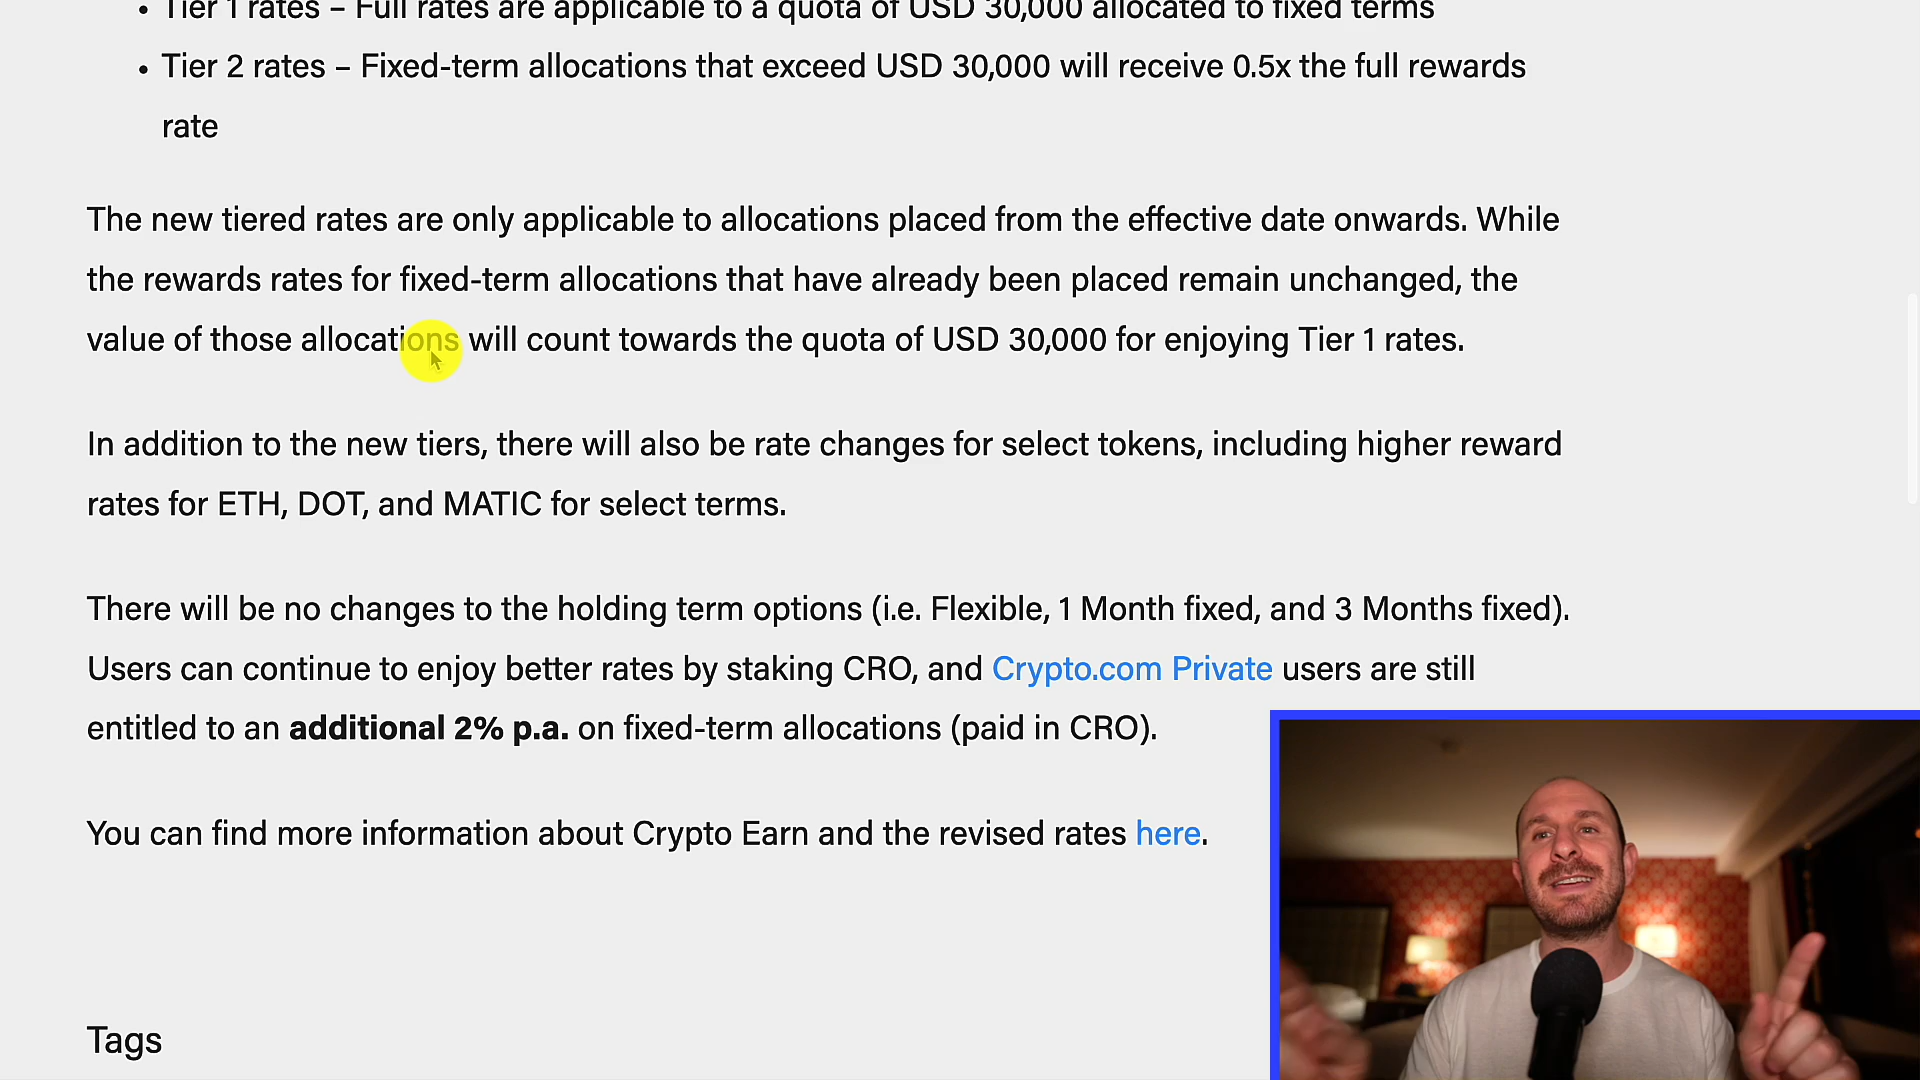 • Tier 1 rates – Full rates are applicable to a quota of USD 30,000 allocated to fixed terms
• Tier 2 rates – Fixed-term allocations that exceed USD 30,000 will receive 0.5x the full rewards
rate
The new tiered rates are only applicable to allocations placed from the effective date onwards. While
the rewards rates for fixed-term allocations that have already been placed remain unchanged, the
value of those allocations will count towards the quota of USD 30,000 for enjoying Tier 1 rates.
In addition to the new tiers, there will also be rate changes for select tokens, including higher reward
rates for ETH, DOT, and MATIC for select terms.
There will be no changes to the holding term options (i.e. Flexible, 1 Month fixed, and 3 Months fixed).
Users can continue to enjoy better rates by staking CRO, and Crypto.com Private users are still
entitled to an additional 2% p.a. on fixed-term allocations (paid in CRO).
You can find more information about Crypto Earn and the revised rates here.
Tags